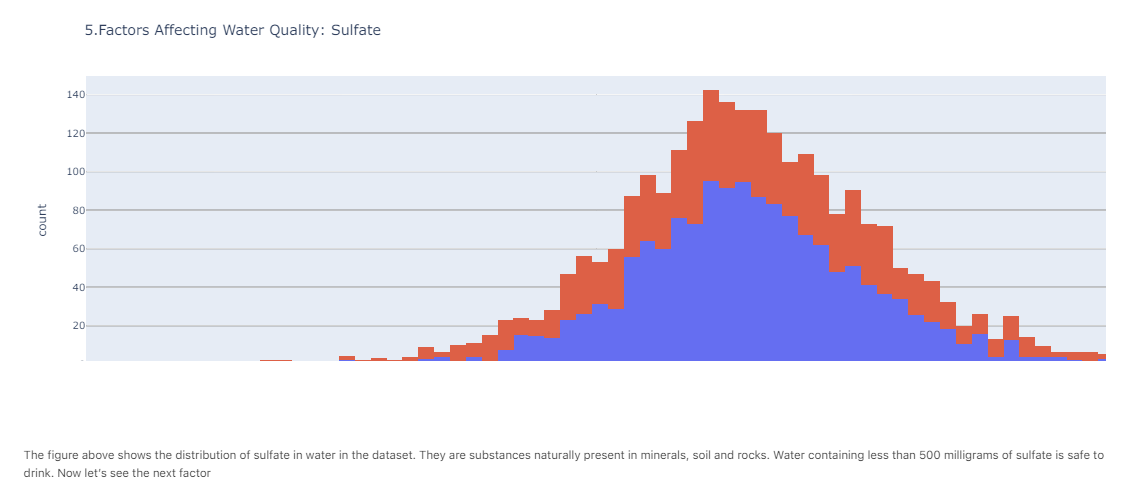 5.Factors Affecting Water Quality: Sulfate
140
120
100
80
60
40
20
count
The figure above shows the distribution of sulfate in water in the dataset. They are substances naturally present in minerals, soil and rocks. Water containing less than 500 milligrams of sulfate is safe to
drink. Now let's see the next factor